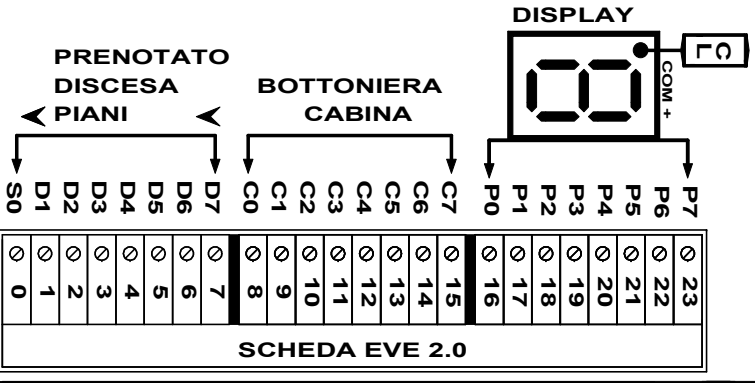 DISPLAY
PRENOTATO
DISCESA
PIANI
BOTTONIERA
CABINA
COM +
CL
S0 D1 D2 D3 D4 D5 D6 D7 C0 C1 C2 C3 C4 C5 C6 C7 P0 P1 P2 P3 P4 P5 P6 P7
0 1 2 3 4 5 6 7 8 9 10 11 12 13 14 15 16 17 18 19 20 21 22 23
SCHEDA EVE 2.0